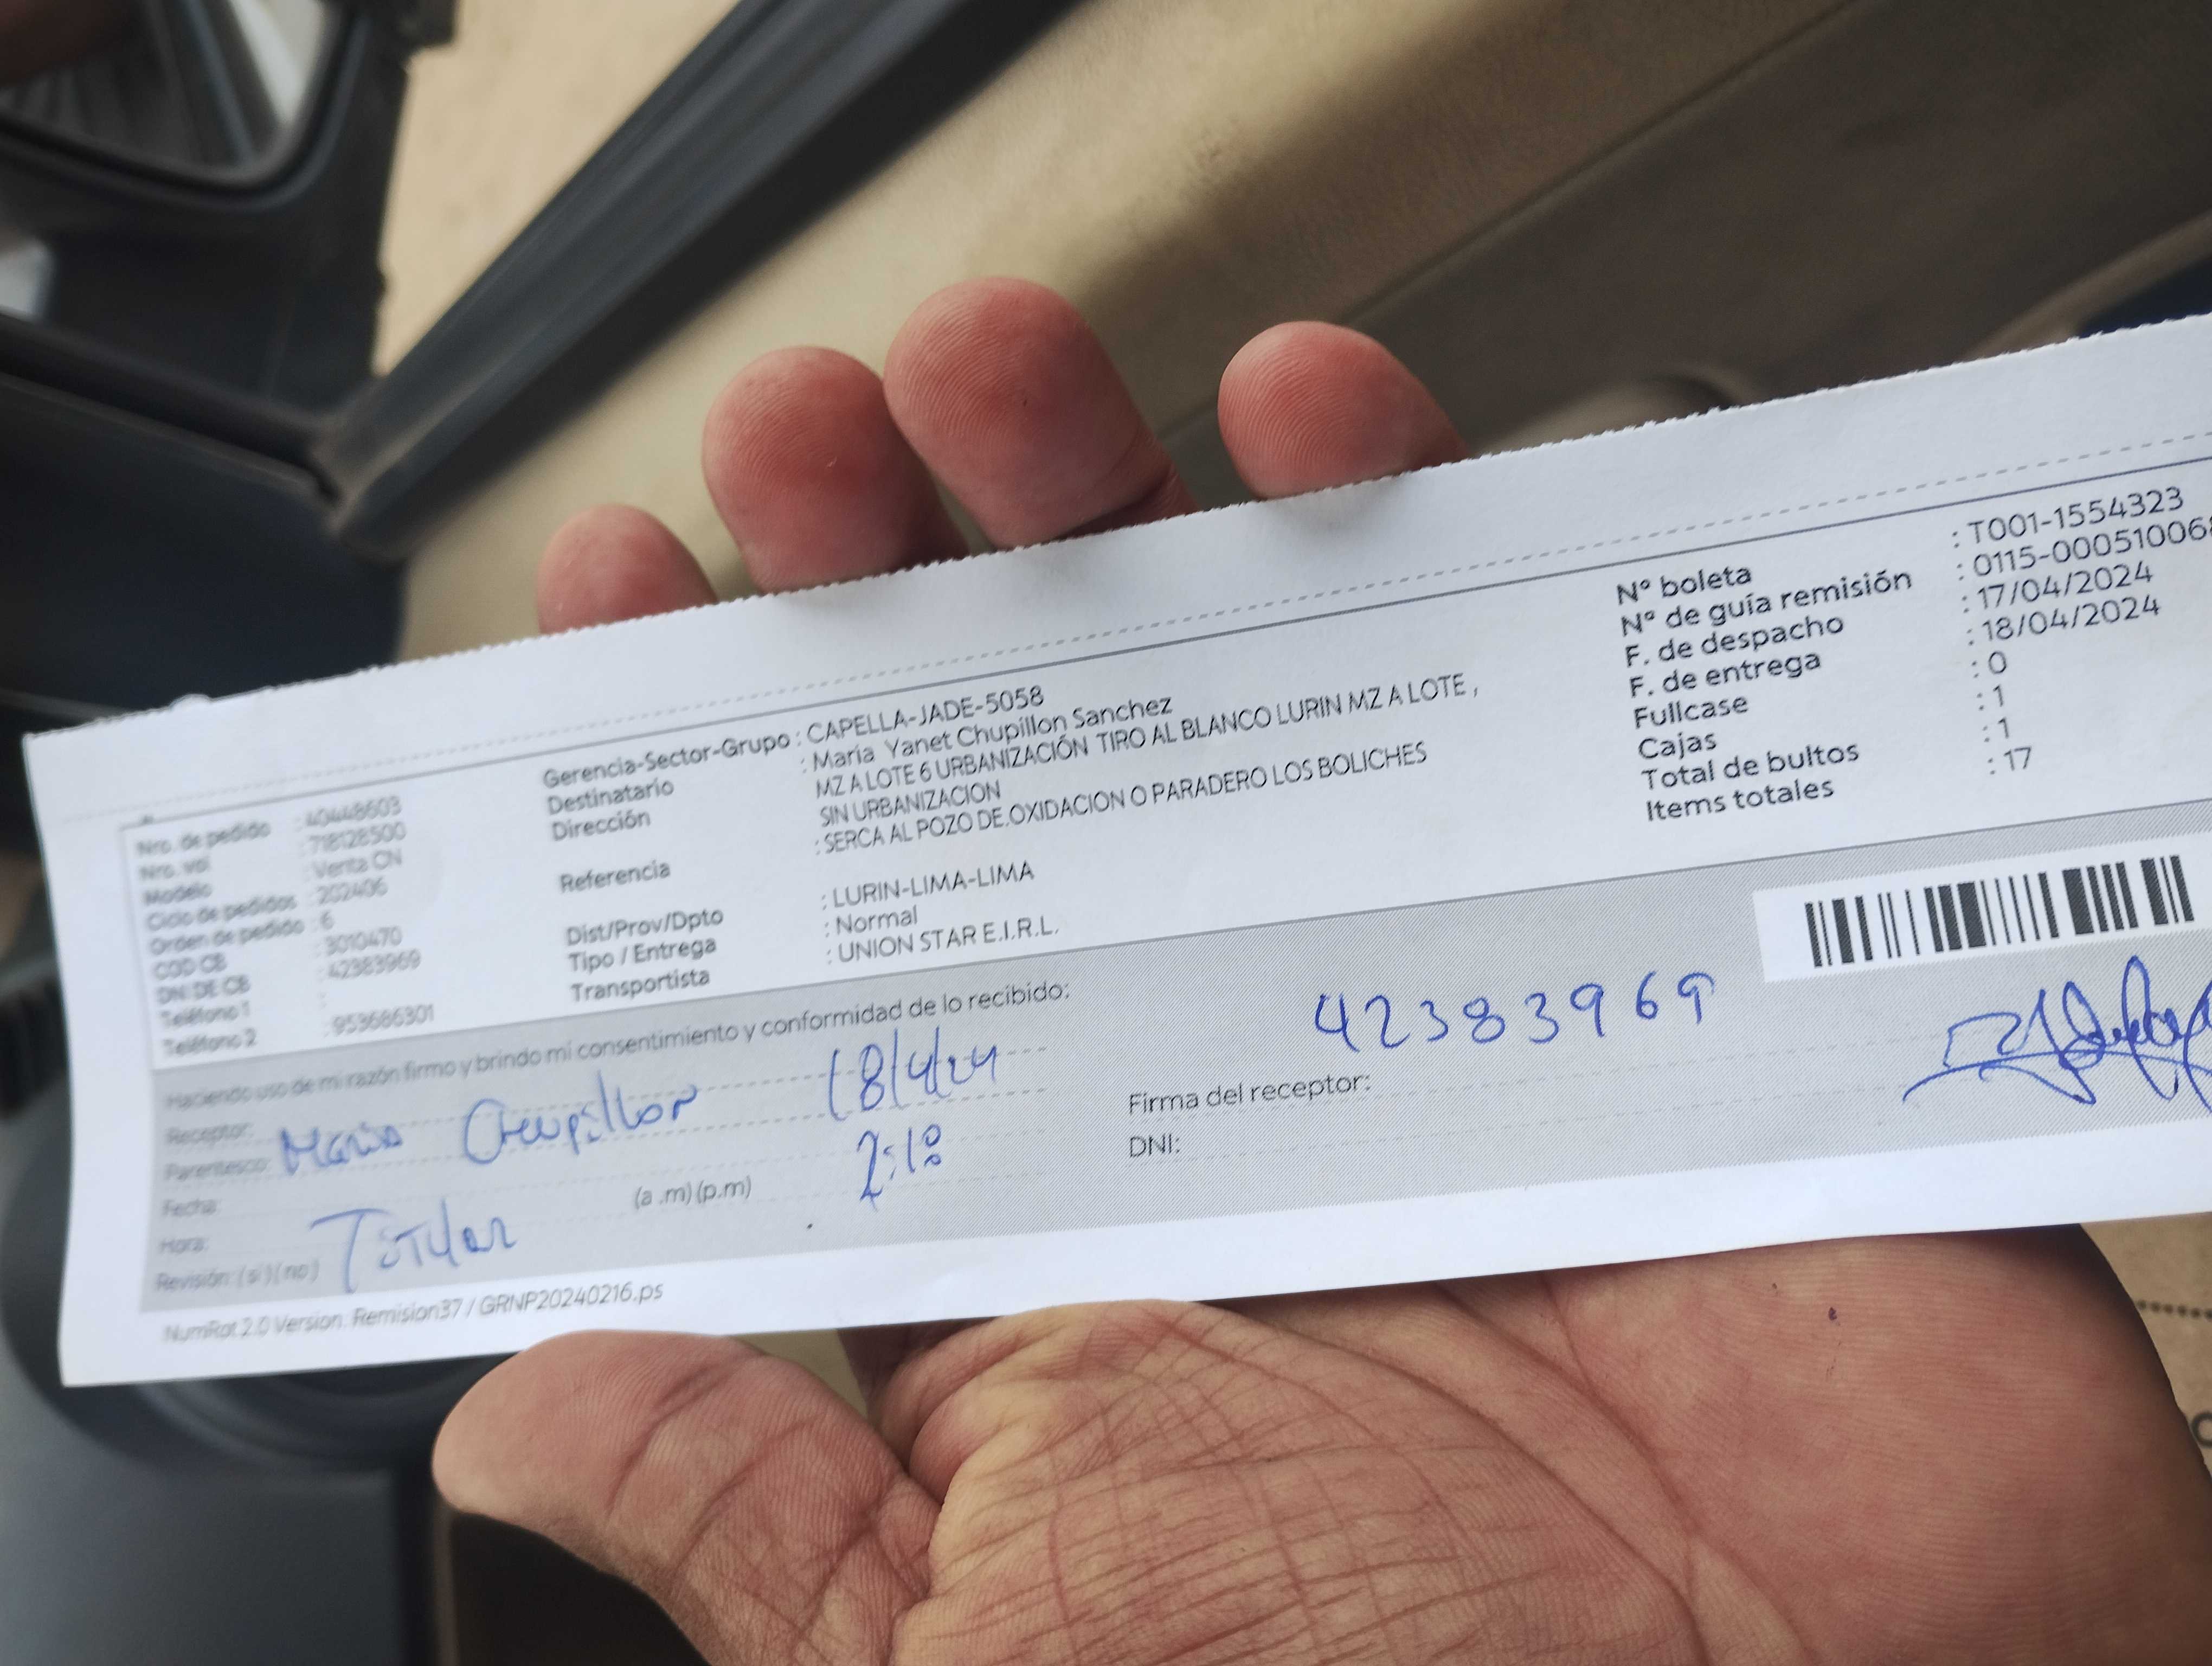 Nro. de pedido : 40448603
Nro. vol : 718128500
Modelo : Venta CN
Ciclo de pedidos : 202406
Orden de pedido : 6
COD CB : 3010470
DNI DE CB : 42383969
Teléfono 1 :
Teléfono 2 : 953686301
Gerencia-Sector-Grupo : CAPELLA-JADE-5058
Destinatario : Maria Yanet Chupillon Sanchez
Dirección MZ A LOTE 6 URBANIZACIÓN TIRO AL BLANCO LURIN MZ A LOTE ,
SIN URBANIZACION
Referencia : SERCA AL POZO DE.OXIDACION O PARADERO LOS BOLICHES
Dist/Prov/Dpto : LURIN-LIMA-LIMA
Tipo / Entrega : Normal
Transportista : UNION STAR E.I.R.L.
N° boleta : T001-1554323
N° de guía remisión : 0115-00051006
F. de despacho : 17/04/2024
F. de entrega : 18/04/2024
Fullcase : 0
Cajas : 1
Total de bultos : 1
Items totales : 17
Haciendo uso de mi razón firmo y brindo mi consentimiento y conformidad de lo recibido:
Receptor:
Parentesco: Maria Chupillon 18/4/24
Fecha:
Hora: (a .m) (p.m) 2:10
Revisión: ( si ) ( no ) Titular
42383969
Firma del receptor:
DNI:
NumRot 2.0 Version: Remision37 / GRNP20240216.ps